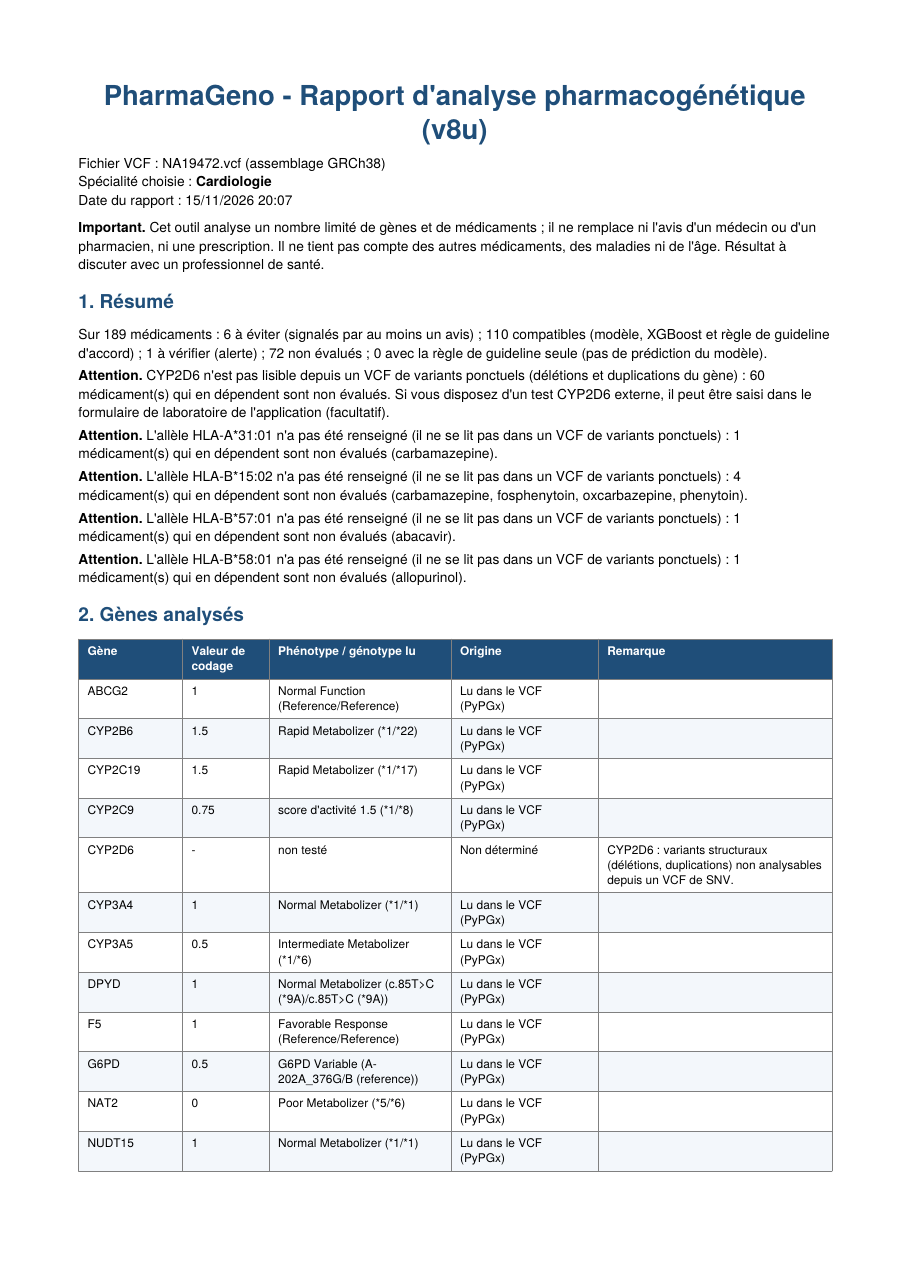 PharmaGeno - Rapport d'analyse pharmacogénétique
(v8u)
Fichier VCF : NA19472.vcf (assemblage GRCh38)
Spécialité choisie : Cardiologie
Date du rapport : 15/11/2026 20:07
Important. Cet outil analyse un nombre limité de gènes et de médicaments ; il ne remplace ni l'avis d'un médecin ou d'un
pharmacien, ni une prescription. Il ne tient pas compte des autres médicaments, des maladies ni de l'âge. Résultat à
discuter avec un professionnel de santé.
1. Résumé
Sur 189 médicaments : 6 à éviter (signalés par au moins un avis) ; 110 compatibles (modèle, XGBoost et règle de guideline
d'accord) ; 1 à vérifier (alerte) ; 72 non évalués ; 0 avec la règle de guideline seule (pas de prédiction du modèle).
Attention. CYP2D6 n'est pas lisible depuis un VCF de variants ponctuels (délétions et duplications du gène) : 60
médicament(s) qui en dépendent sont non évalués. Si vous disposez d'un test CYP2D6 externe, il peut être saisi dans le
formulaire de laboratoire de l'application (facultatif).
Attention. L'allèle HLA-A*31:01 n'a pas été renseigné (il ne se lit pas dans un VCF de variants ponctuels) : 1
médicament(s) qui en dépendent sont non évalués (carbamazepine).
Attention. L'allèle HLA-B*15:02 n'a pas été renseigné (il ne se lit pas dans un VCF de variants ponctuels) : 4
médicament(s) qui en dépendent sont non évalués (carbamazepine, fosphenytoin, oxcarbazepine, phenytoin).
Attention. L'allèle HLA-B*57:01 n'a pas été renseigné (il ne se lit pas dans un VCF de variants ponctuels) : 1
médicament(s) qui en dépendent sont non évalués (abacavir).
Attention. L'allèle HLA-B*58:01 n'a pas été renseigné (il ne se lit pas dans un VCF de variants ponctuels) : 1
médicament(s) qui en dépendent sont non évalués (allopurinol).
2. Gènes analysés
Gène Valeur de Phénotype / génotype lu Origine Remarque
codage
ABCG2 1 Normal Function Lu dans le VCF
(Reference/Reference) (PyPGx)
CYP2B6 1.5 Rapid Metabolizer (*1/*22) Lu dans le VCF
(PyPGx)
CYP2C19 1.5 Rapid Metabolizer (*1/*17) Lu dans le VCF
(PyPGx)
CYP2C9 0.75 score d'activité 1.5 (*1/*8) Lu dans le VCF
(PyPGx)
CYP2D6 - non testé Non déterminé CYP2D6 : variants structuraux
(délétions, duplications) non analysables
depuis un VCF de SNV.
CYP3A4 1 Normal Metabolizer (*1/*1) Lu dans le VCF
(PyPGx)
CYP3A5 0.5 Intermediate Metabolizer Lu dans le VCF
(*1/*6) (PyPGx)
DPYD 1 Normal Metabolizer (c.85T>C Lu dans le VCF
(*9A)/c.85T>C (*9A)) (PyPGx)
F5 1 Favorable Response Lu dans le VCF
(Reference/Reference) (PyPGx)
G6PD 0.5 G6PD Variable (A- Lu dans le VCF
202A_376G/B (reference)) (PyPGx)
NAT2 0 Poor Metabolizer (*5/*6) Lu dans le VCF
(PyPGx)
NUDT15 1 Normal Metabolizer (*1/*1) Lu dans le VCF
(PyPGx)